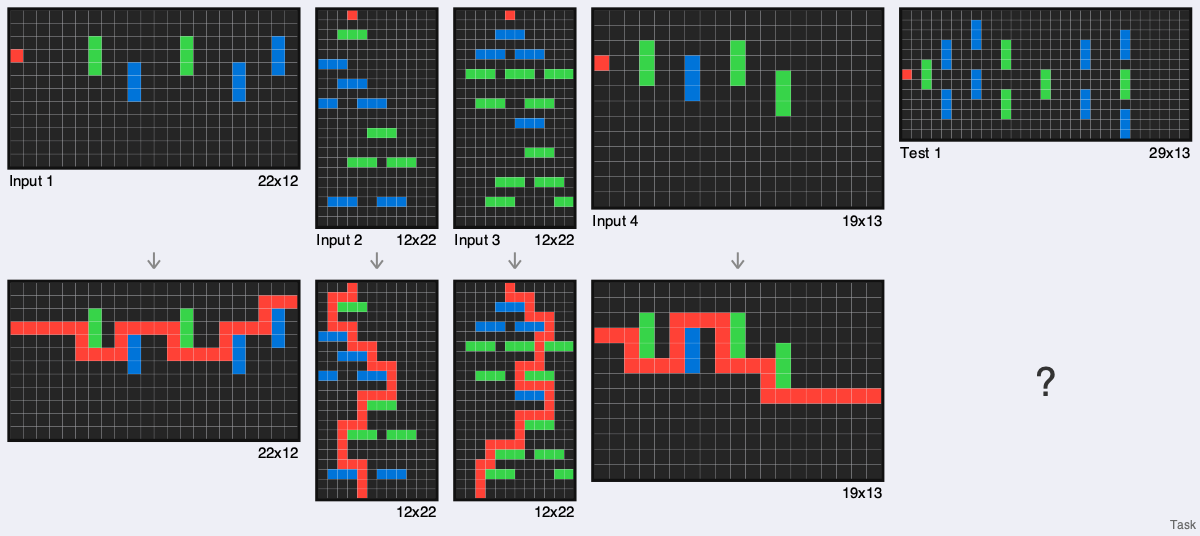 Input 1
22x12
Input 2
12x22
Input 3
12x22
Input 4
19x13
Test 1
29x13
22x12
12x22
12x22
19x13
?
Task